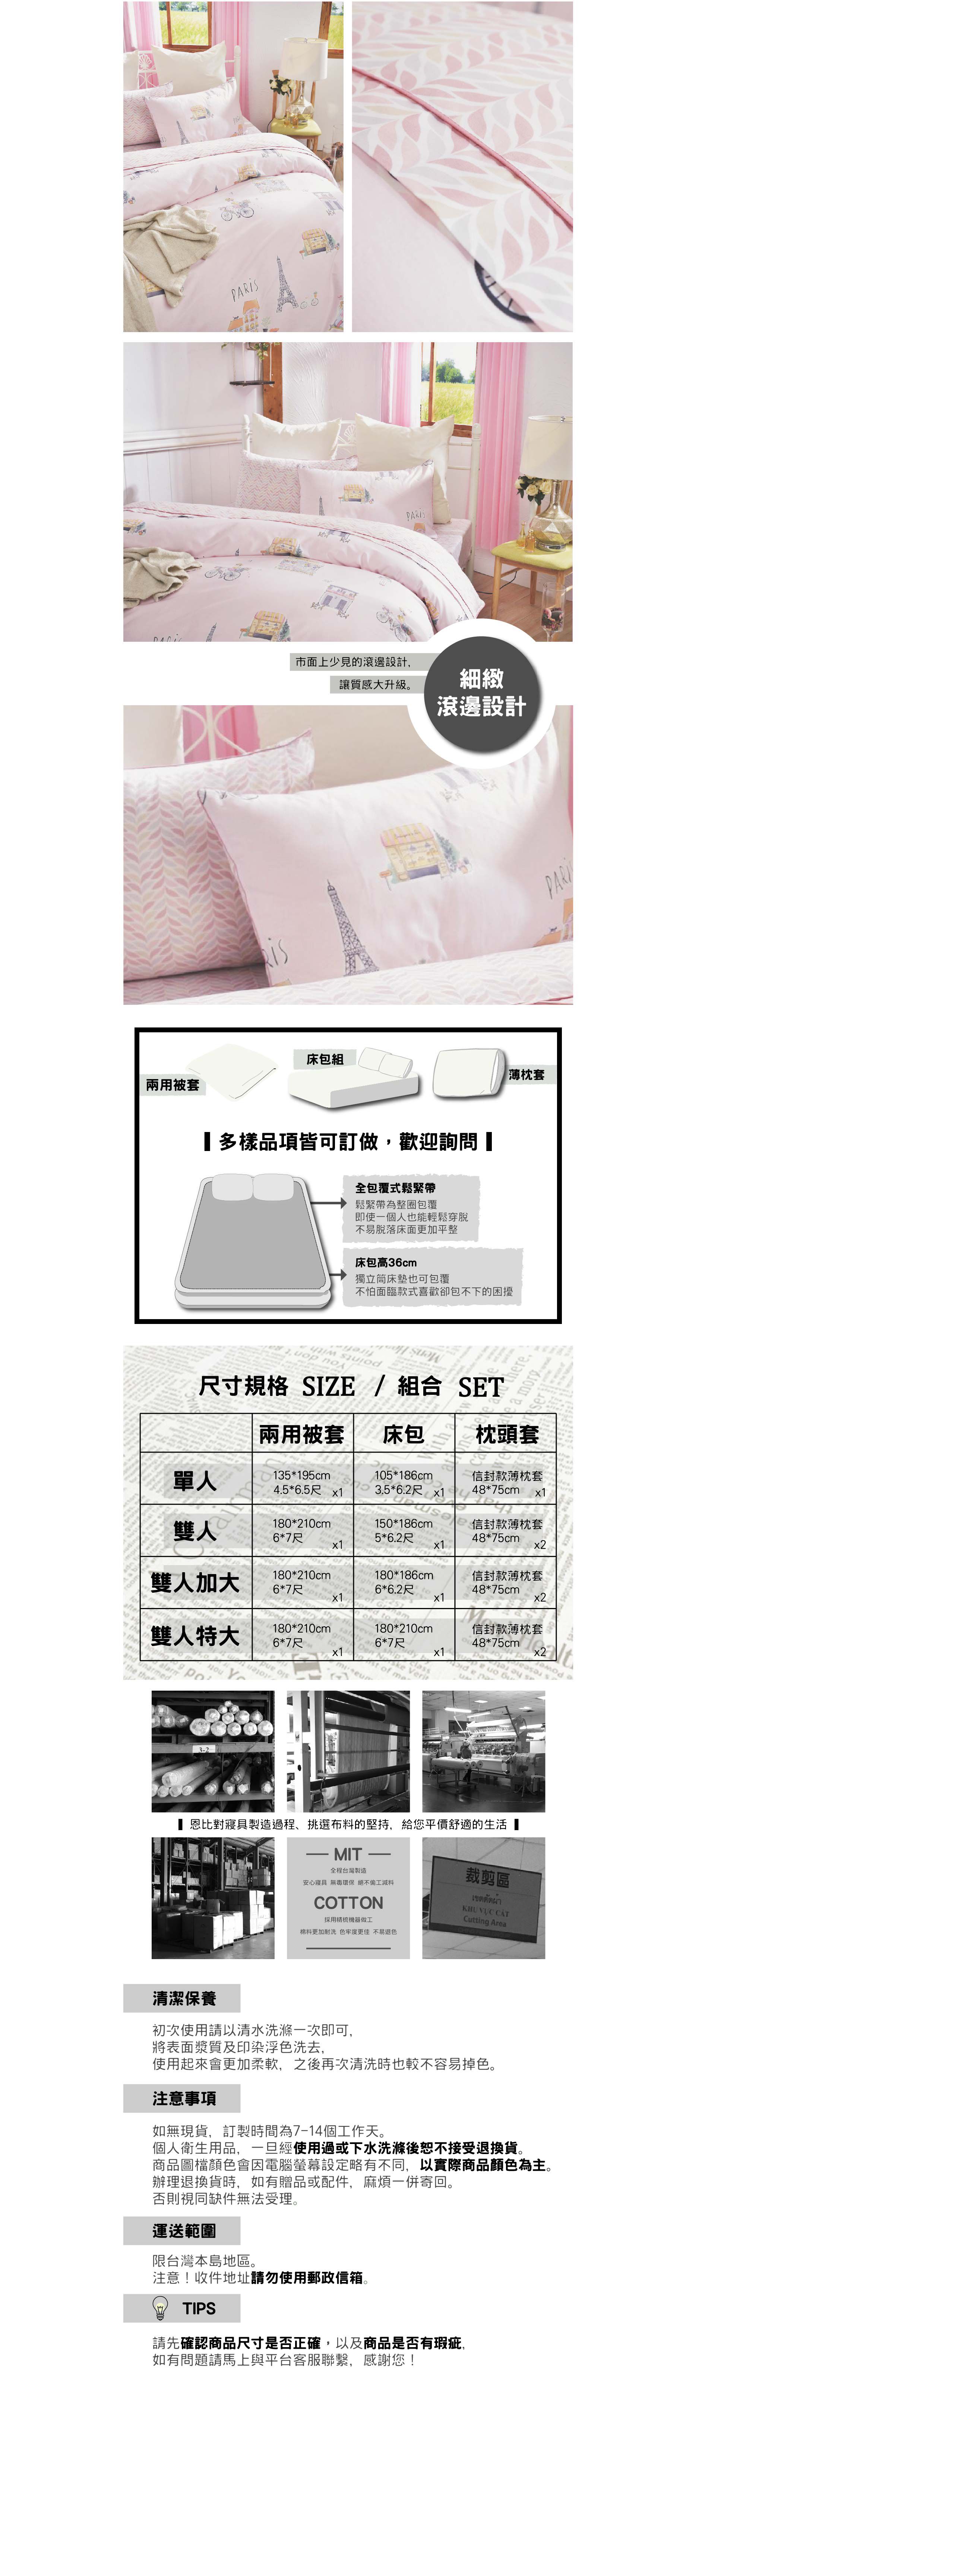 PARIS
PARIS
PARIS
市面上少見的滾邊設計,
讓質感大升級。
細緻
滾邊設計
PARIS
兩用被套
床包組
薄枕套
多樣品項皆可訂做，歡迎詢問
全包覆式鬆緊帶
鬆緊帶為整圈包覆
即使一個人也能輕鬆穿脫
不易脫落床面更加平整
床包高36cm
獨立筒床墊也可包覆
不怕面臨款式喜歡卻包不下的困擾
尺寸規格 SIZE / 組合 SET
兩用被套 床包 枕頭套
單人 135*195cm 4.5*6.5尺 x1 105*186cm 3.5*6.2尺 x1 信封款薄枕套 48*75cm x1
雙人 180*210cm 6*7尺 x1 150*186cm 5*6.2尺 x1 信封款薄枕套 48*75cm x2
雙人加大 180*210cm 6*7尺 x1 180*186cm 6*6.2尺 x1 信封款薄枕套 48*75cm x2
雙人特大 180*210cm 6*7尺 x1 180*210cm 6*7尺 x1 信封款薄枕套 48*75cm x2
3-2
恩比對寢具製造過程、挑選布料的堅持, 給您平價舒適的生活
MIT
全程台灣製造
安心寢具 無毒環保 絕不偷工減料
COTTON
採用精梳機器做工
棉料更加耐洗 色牢度更佳 不易退色
裁剪區
KHU VỰC CẮT
Cutting Area
清潔保養
初次使用請以清水洗滌一次即可,
將表面漿質及印染浮色洗去,
使用起來會更加柔軟, 之後再次清洗時也較不容易掉色。
注意事項
如無現貨, 訂製時間為7-14個工作天。
個人衛生用品, 一旦經使用過或下水洗滌後恕不接受退換貨。
商品圖檔顏色會因電腦螢幕設定略有不同, 以實際商品顏色為主。
辦理退換貨時, 如有贈品或配件, 麻煩一併寄回。
否則視同缺件無法受理。
運送範圍
限台灣本島地區。
注意！收件地址請勿使用郵政信箱。
TIPS
請先確認商品尺寸是否正確，以及商品是否有瑕疵,
如有問題請馬上與平台客服聯繫, 感謝您！